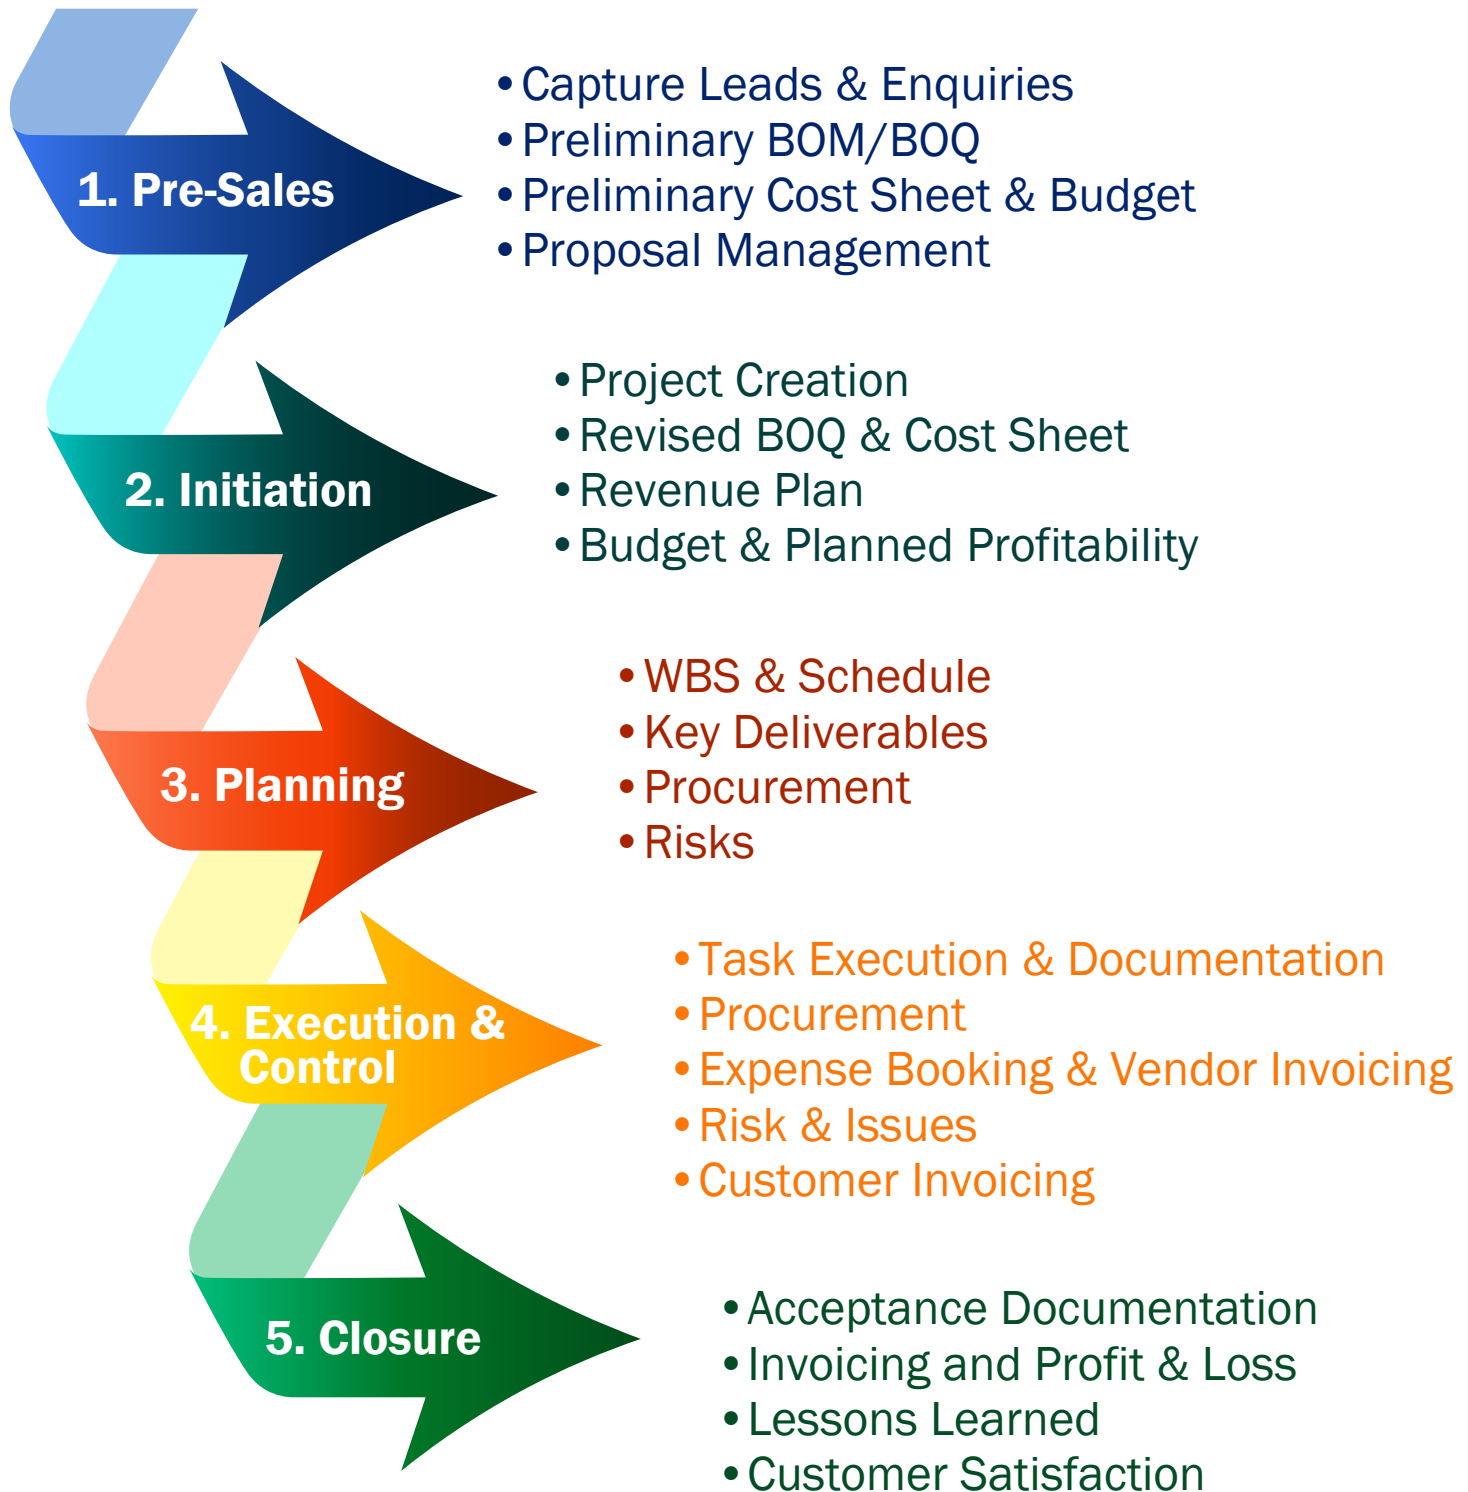 1. Pre-Sales
•Capture Leads & Enquiries
•Preliminary BOM/BOQ
•Preliminary Cost Sheet & Budget
•Proposal Management
2. Initiation
•Project Creation
•Revised BOQ & Cost Sheet
•Revenue Plan
•Budget & Planned Profitability
3. Planning
•WBS & Schedule
•Key Deliverables
•Procurement
•Risks
4. Execution &
Control
•Task Execution & Documentation
•Procurement
•Expense Booking & Vendor Invoicing
•Risk & Issues
•Customer Invoicing
5. Closure
•Acceptance Documentation
•Invoicing and Profit & Loss
•Lessons Learned
•Customer Satisfaction